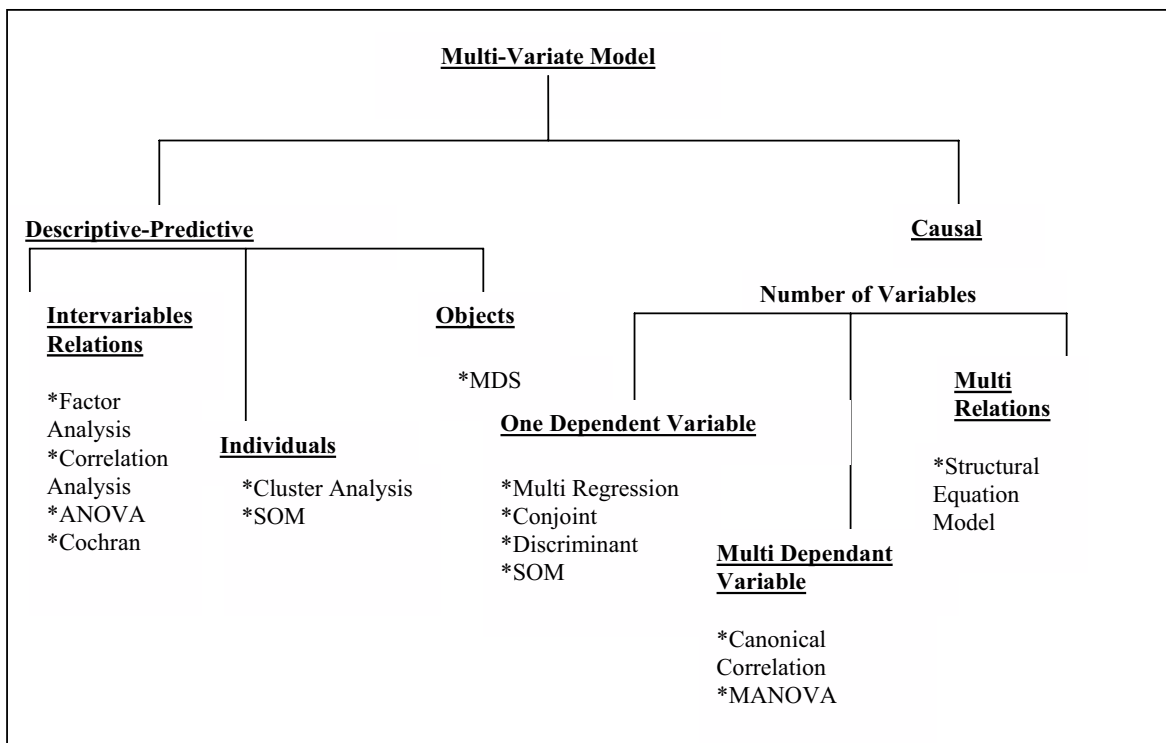 Multi-Variate Model
Descriptive-Predictive
Causal
Intervariables
Relations
*Factor
Analysis
*Correlation
Analysis
*ANOVA
*Cochran
Individuals
*Cluster Analysis
*SOM
Objects
*MDS
Number of Variables
One Dependent Variable
*Multi Regression
*Conjoint
*Discriminant
*SOM
Multi Dependant
Variable
*Canonical
Correlation
*MANOVA
Multi
Relations
*Structural
Equation
Model